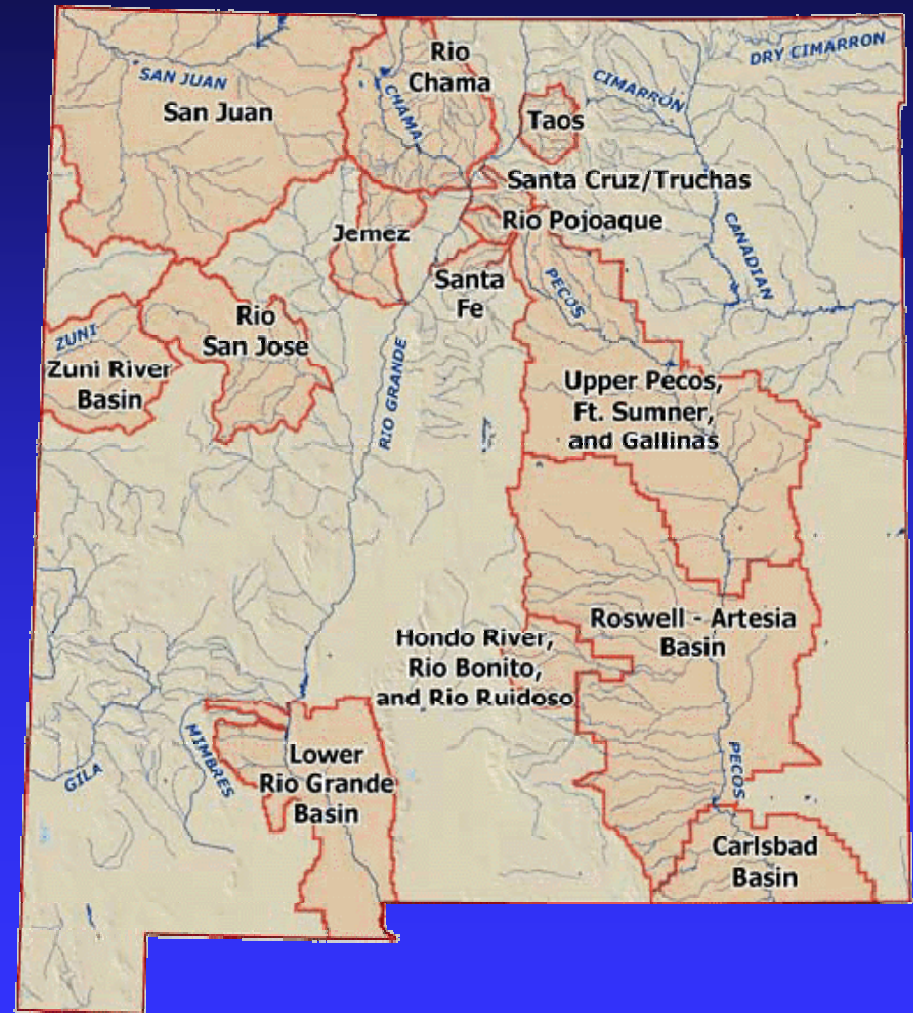 Rio
Chama
DRY CIMARRON
SAN JUAN
San Juan
CHAMA
CIMARRON
Taos
Santa Cruz/Truchas
Rio Pojoaque
Jemez
CANADIAN
Santa
Fe
PECOS
Rio
San Jose
ZUNI
Zuni River
Basin
RIO GRANDE
Upper Pecos,
Ft. Sumner,
and Gallinas
Roswell - Artesia
Basin
Hondo River,
Rio Bonito,
and Rio Ruidoso
MIMBRES
GILA
Lower
Rio Grande
Basin
PECOS
Carlsbad
Basin